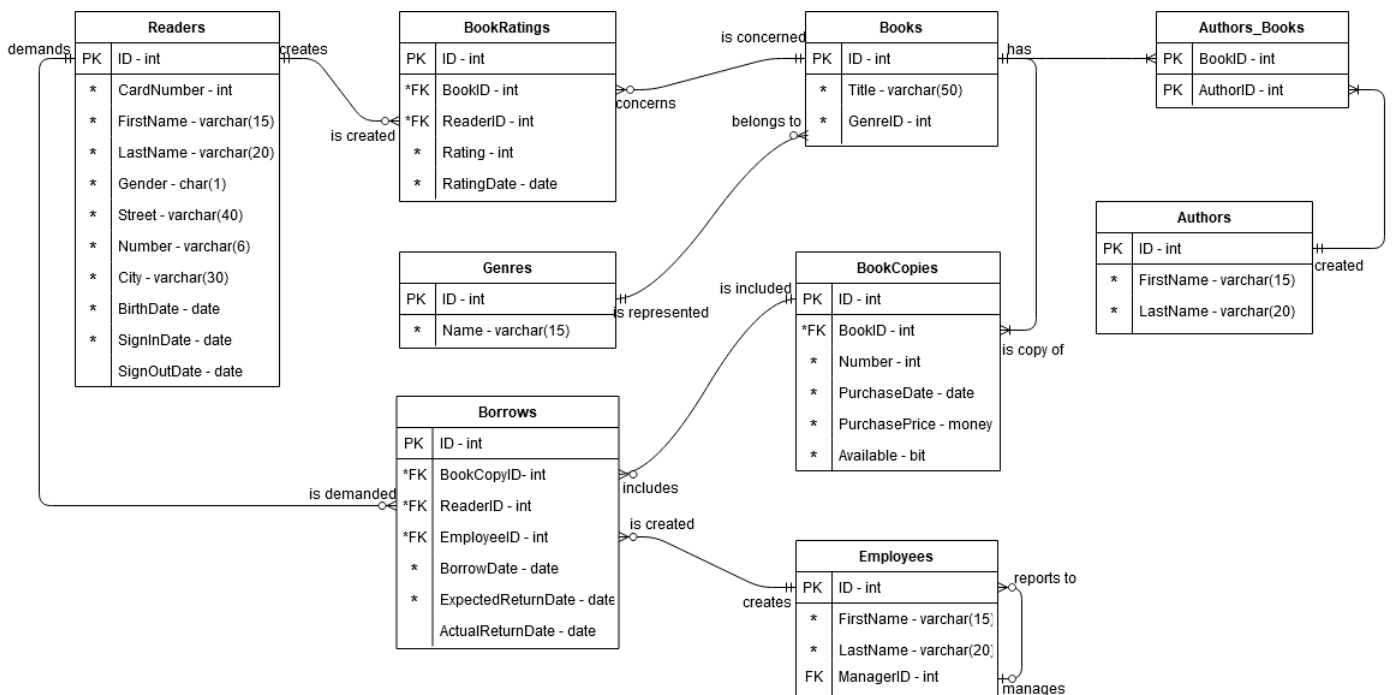 Readers
PK ID - int
* CardNumber - int
* FirstName - varchar(15)
* LastName - varchar(20)
* Gender - char(1)
* Street - varchar(40)
* Number - varchar(6)
* City - varchar(30)
* BirthDate - date
* SignInDate - date
SignOutDate - date
demands
creates
is created
BookRatings
PK ID - int
*FK BookID - int
*FK ReaderID - int
* Rating - int
* RatingDate - date
concerns
is concerned
Books
PK ID - int
* Title - varchar(50)
* GenreID - int
belongs to
has
Authors_Books
PK BookID - int
PK AuthorID - int
Authors
PK ID - int
* FirstName - varchar(15)
* LastName - varchar(20)
created
Genres
PK ID - int
* Name - varchar(15)
is represented
is included
BookCopies
PK ID - int
*FK BookID - int
* Number - int
* PurchaseDate - date
* PurchasePrice - money
* Available - bit
is copy of
Borrows
PK ID - int
*FK BookCopyID- int
*FK ReaderID - int
*FK EmployeeID - int
* BorrowDate - date
* ExpectedReturnDate - date
ActualReturnDate - date
is demanded
includes
is created
creates
Employees
PK ID - int
* FirstName - varchar(15)
* LastName - varchar(20)
FK ManagerID - int
reports to
manages